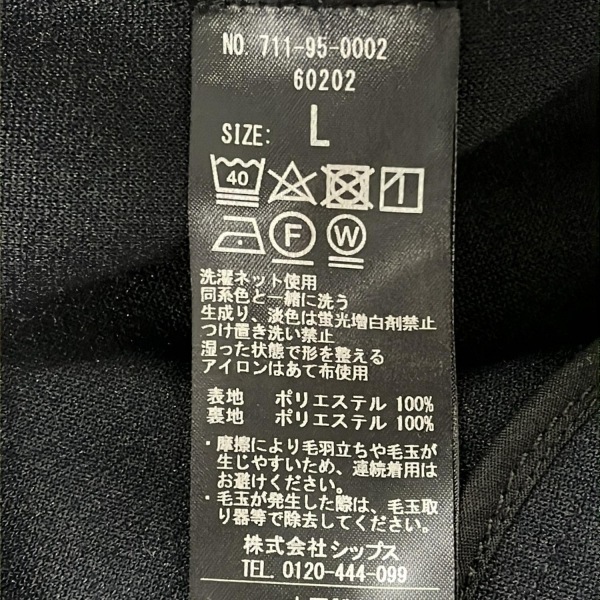 NO 711-95-0002
60202
SIZE: L
40
F W
洗濯ネット使用
同系色と一緒に洗う
生成り、淡色は蛍光増白剤禁止
つけ置き洗い禁止
湿った状態で形を整える
アイロンはあて布使用
表地 ポリエステル 100%
裏地 ポリエステル 100%
・摩擦により毛羽立ちや毛玉が
生じやすいため、連続着用は
お避けください。
・毛玉が発生した際は、毛玉取
り器等で除去してください。
株式会社シップス
TEL. 0120-444-099